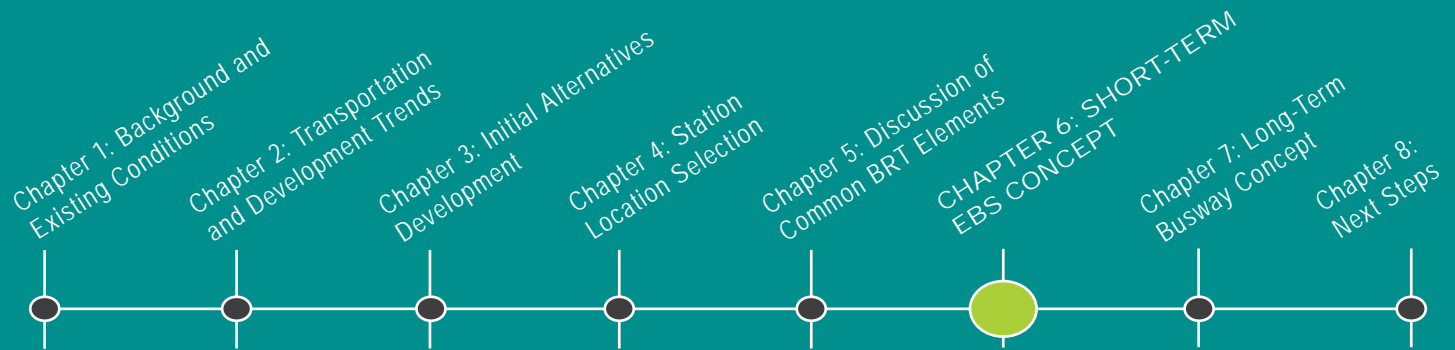 Chapter 1: Background and
Existing Conditions
Chapter 2: Transportation
and Development Trends
Chapter 3: Initial Alternatives
Development
Chapter 4: Station
Location Selection
Chapter 5: Discussion of
Common BRT Elements
CHAPTER 6: SHORT-TERM
EBS CONCEPT
Chapter 7: Long-Term
Busway Concept
Chapter 8:
Next Steps